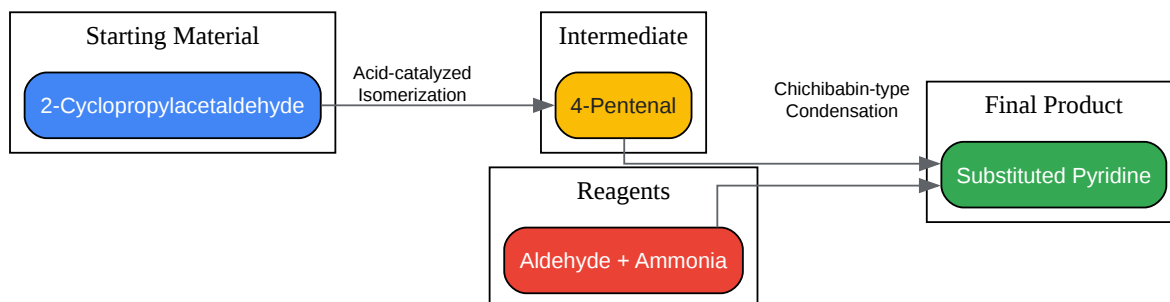 Starting Material
2-Cyclopropylacetaldehyde
Acid-catalyzed
Isomerization
Intermediate
4-Pentenal
Reagents
Aldehyde + Ammonia
Chichibabin-type
Condensation
Final Product
Substituted Pyridine